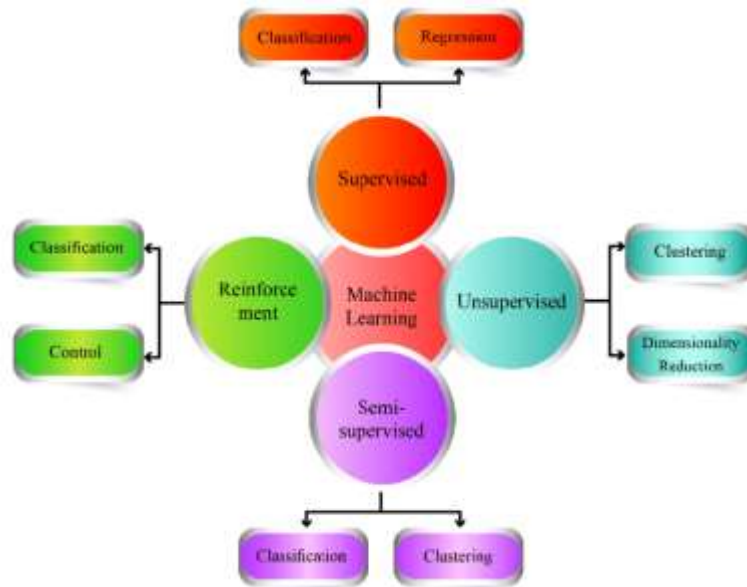 Classification
Regression
Supervised
Classification
Control
Reinforce
ment
Machine
Learning
Unsupervised
Clustering
Dimensionality
Reduction
Semi-
supervised
Classification
Clustering